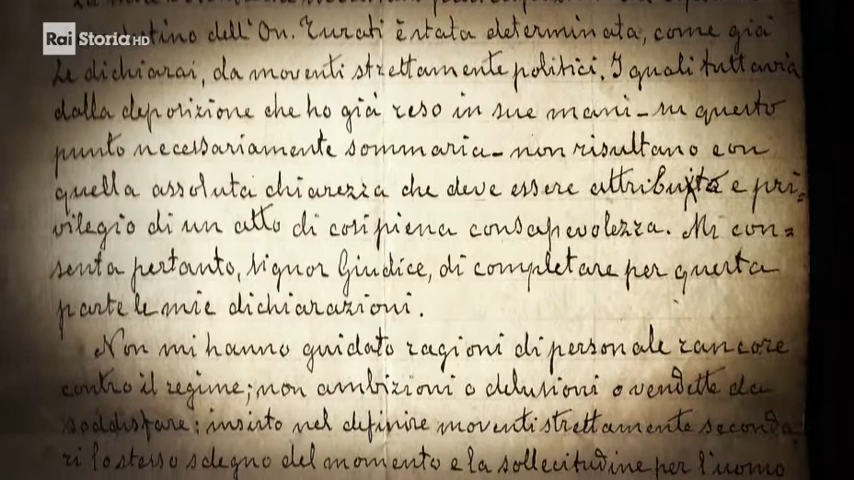 Rai Storia HD
dell'On. Turati è stata determinata, come già
Le dichiarai, da moventi strettamente politici. I quali tuttavia
dalla deposizione che ho già reso in sue mani – su questo
punto necessariamente sommaria – non risultano con
quella assoluta chiarezza che deve essere attributo e pri=
vilegio di un atto di così piena consapevolezza. Mi con=
senta pertanto, signor Giudice, di completare per questa
parte le mie dichiarazioni.
Non mi hanno guidato ragioni di personale rancore
contro il regime; non ambizioni o delusioni o vendette da
soddisfare; insisto nel definire moventi strettamente seconda
ri lo stesso sdegno del momento e la sollecitudine per l'uomo